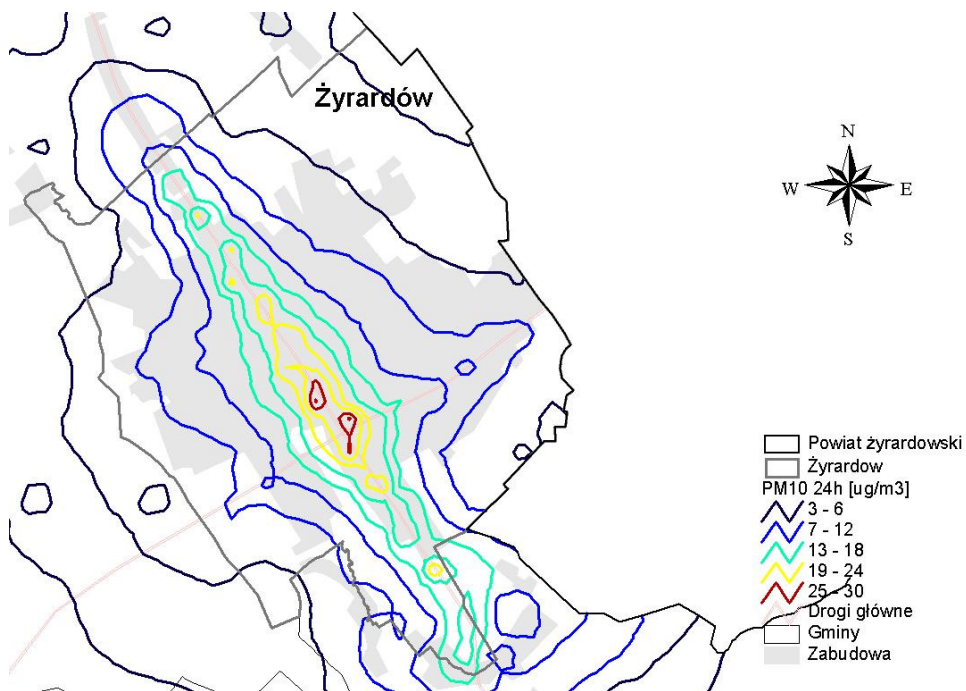 Żyrardów
N
W E
S
Powiat żyrardowski
Żyrardow
PM10 24h [ug/m3]
3 - 6
7 - 12
13 - 18
19 - 24
25 - 30
Drogi główne
Gminy
Zabudowa